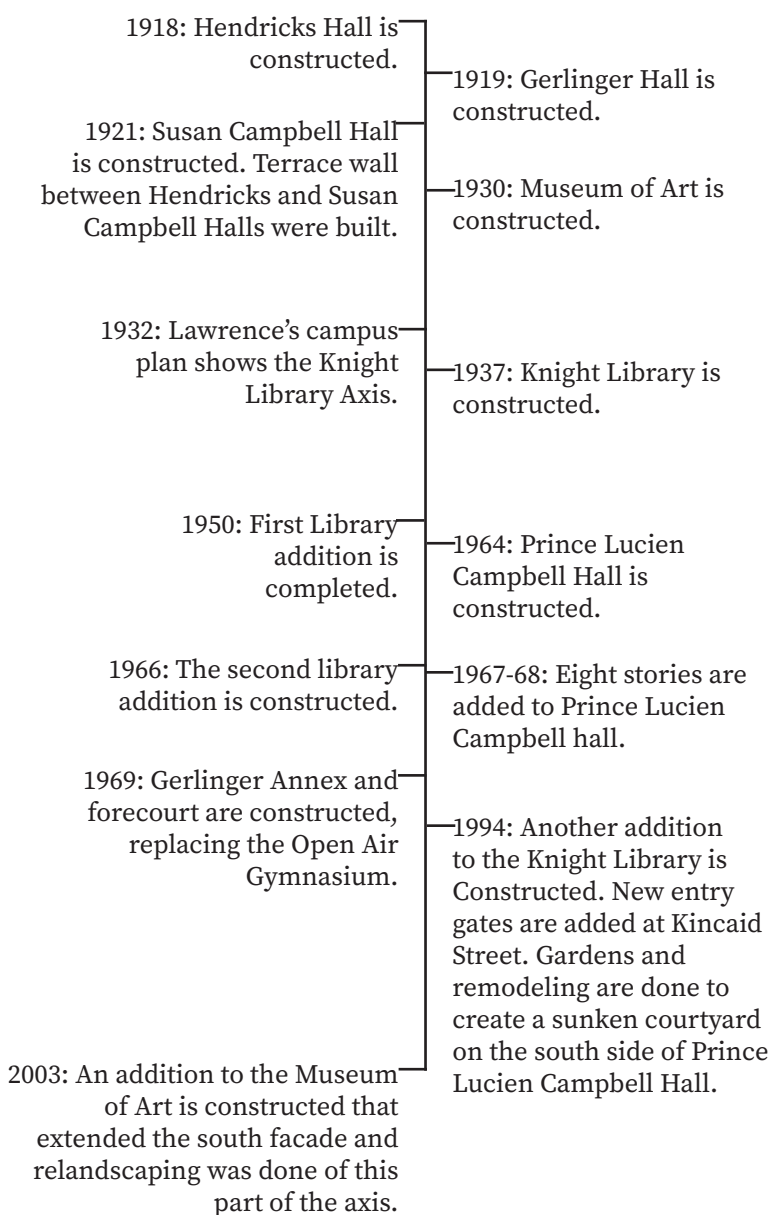 1918: Hendricks Hall is
constructed.
1919: Gerlinger Hall is
constructed.
1921: Susan Campbell Hall
is constructed. Terrace wall
between Hendricks and Susan
Campbell Halls were built.
1930: Museum of Art is
constructed.
1932: Lawrence’s campus
plan shows the Knight
Library Axis.
1937: Knight Library is
constructed.
1950: First Library
addition is
completed.
1964: Prince Lucien
Campbell Hall is
constructed.
1966: The second library
addition is constructed.
1967-68: Eight stories are
added to Prince Lucien
Campbell hall.
1969: Gerlinger Annex and
forecourt are constructed,
replacing the Open Air
Gymnasium.
1994: Another addition
to the Knight Library is
Constructed. New entry
gates are added at Kincaid
Street. Gardens and
remodeling are done to
create a sunken courtyard
on the south side of Prince
Lucien Campbell Hall.
2003: An addition to the Museum
of Art is constructed that
extended the south facade and
relandscaping was done of this
part of the axis.